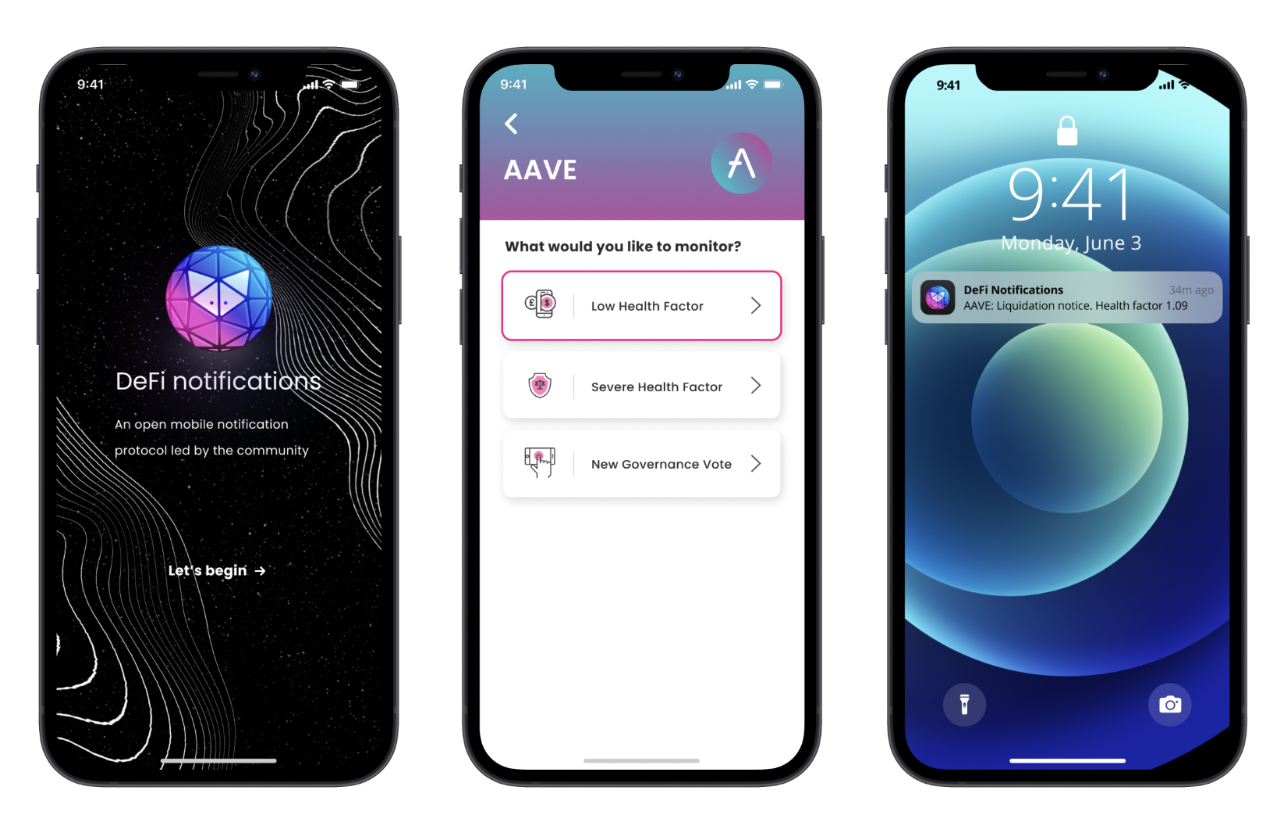 9:41
DeFi notifications
An open mobile notification
protocol led by the community
Let's begin →
9:41
AAVE
What would you like to monitor?
Low Health Factor
Severe Health Factor
New Governance Vote
9:41
9:41
Monday, June 3
DeFi Notifications 34m ago
AAVE: Liquidation notice. Health factor 1.09